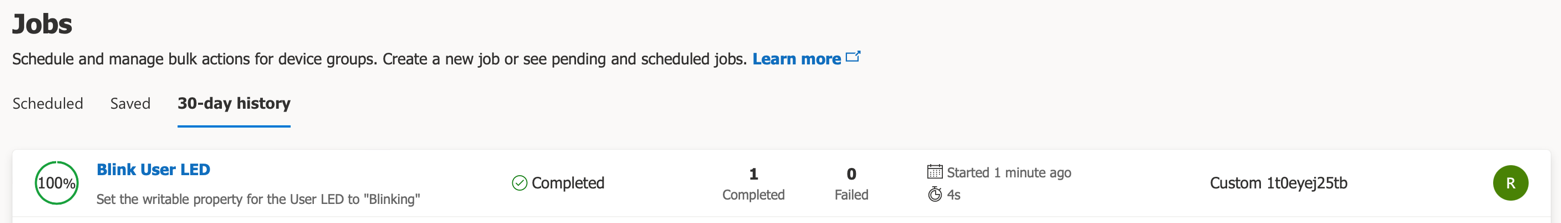 Jobs
Schedule and manage bulk actions for device groups. Create a new job or see pending and scheduled jobs. Learn more
Scheduled Saved 30-day history
100%
Blink User LED
Set the writable property for the User LED to "Blinking"
Completed
1
Completed
0
Failed
Started 1 minute ago
4s
Custom 1t0eyej25tb
R